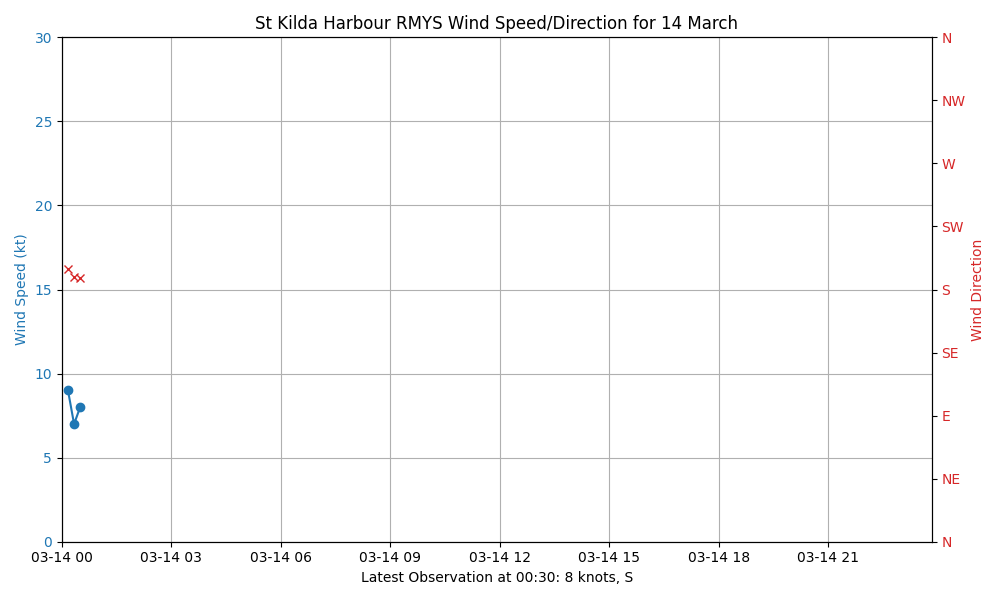 St Kilda Harbour RMYS Wind Speed/Direction for 14 March
30
25
20
15
10
5
0
Wind Speed (kt)
N
NW
W
SW
S
SE
E
NE
N
Wind Direction
03-14 00
03-14 03
03-14 06
03-14 09
03-14 12
03-14 15
03-14 18
03-14 21
Latest Observation at 00:30: 8 knots, S